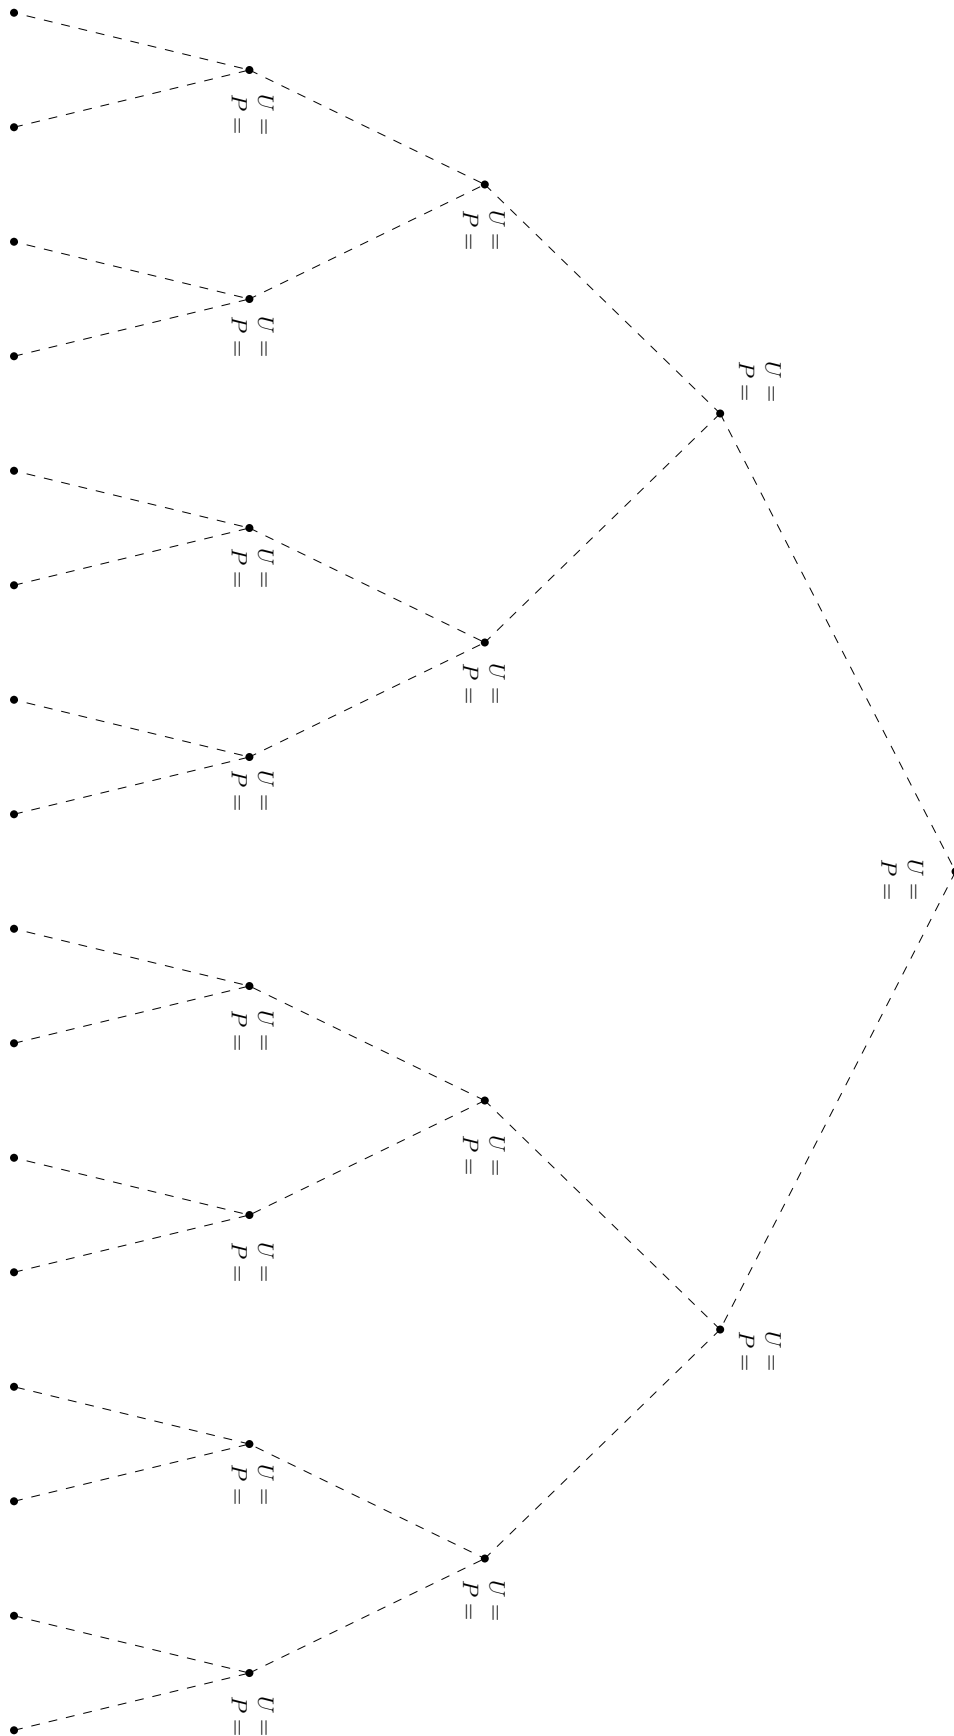 U =
P =
U =
P =
U =
P =
U =
P =
U =
P =
U =
P =
U =
P =
U =
P =
U =
P =
U =
P =
U =
P =
U =
P =
U =
P =
U =
P =
U =
P =